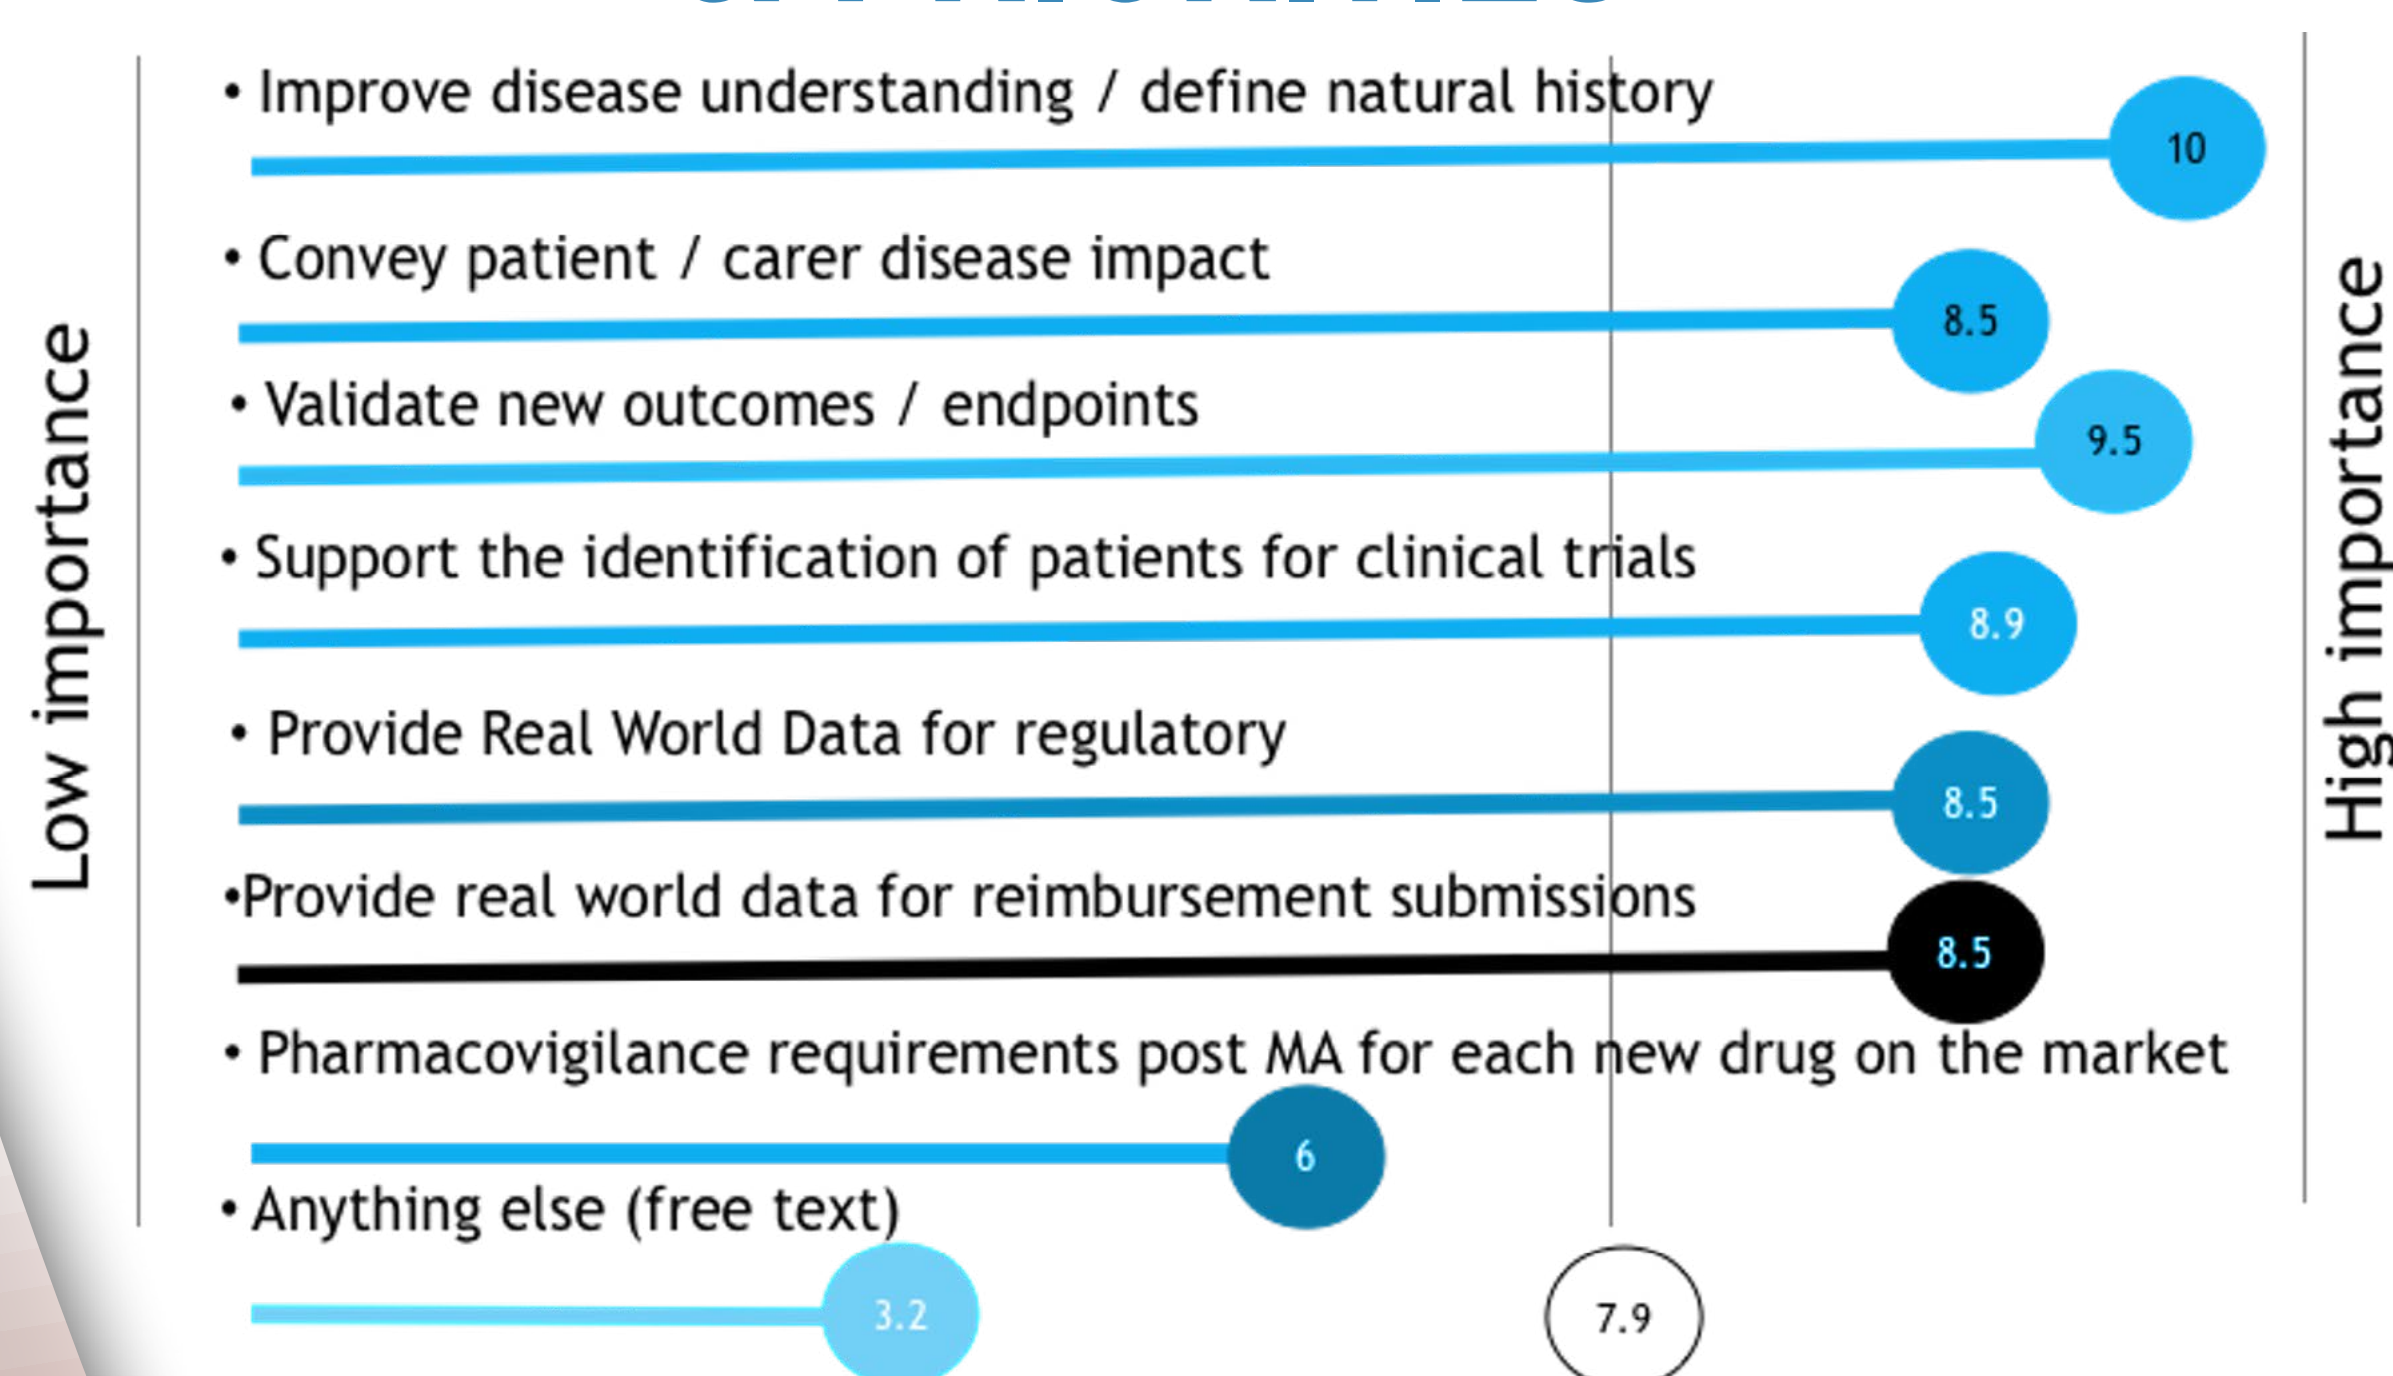 • Improve disease understanding / define natural history
10
• Convey patient / carer disease impact
8.5
• Validate new outcomes / endpoints
9.5
• Support the identification of patients for clinical trials
8.9
• Provide Real World Data for regulatory
8.5
•Provide real world data for reimbursement submissions
8.5
• Pharmacovigilance requirements post MA for each new drug on the market
6
• Anything else (free text)
3.2
7.9
Low importance
High importance